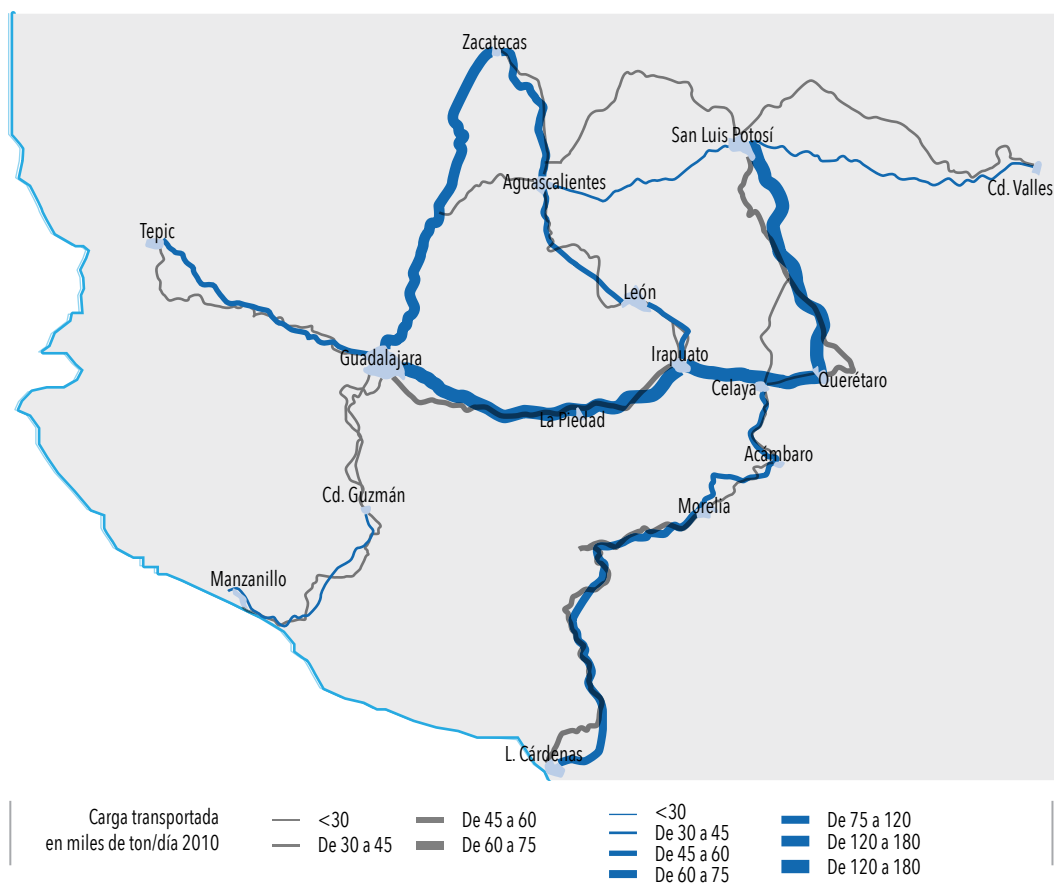 Zacatecas
San Luis Potosí
Aguascalientes
Cd. Valles
Tepic
León
Guadalajara
Irapuato
Celaya
Querétaro
La Piedad
Acámbaro
Cd. Guzmán
Morelia
Manzanillo
L. Cárdenas
Carga transportada
en miles de ton/día 2010
<30
De 30 a 45
De 45 a 60
De 60 a 75
<30
De 30 a 45
De 45 a 60
De 60 a 75
De 75 a 120
De 120 a 180
De 120 a 180